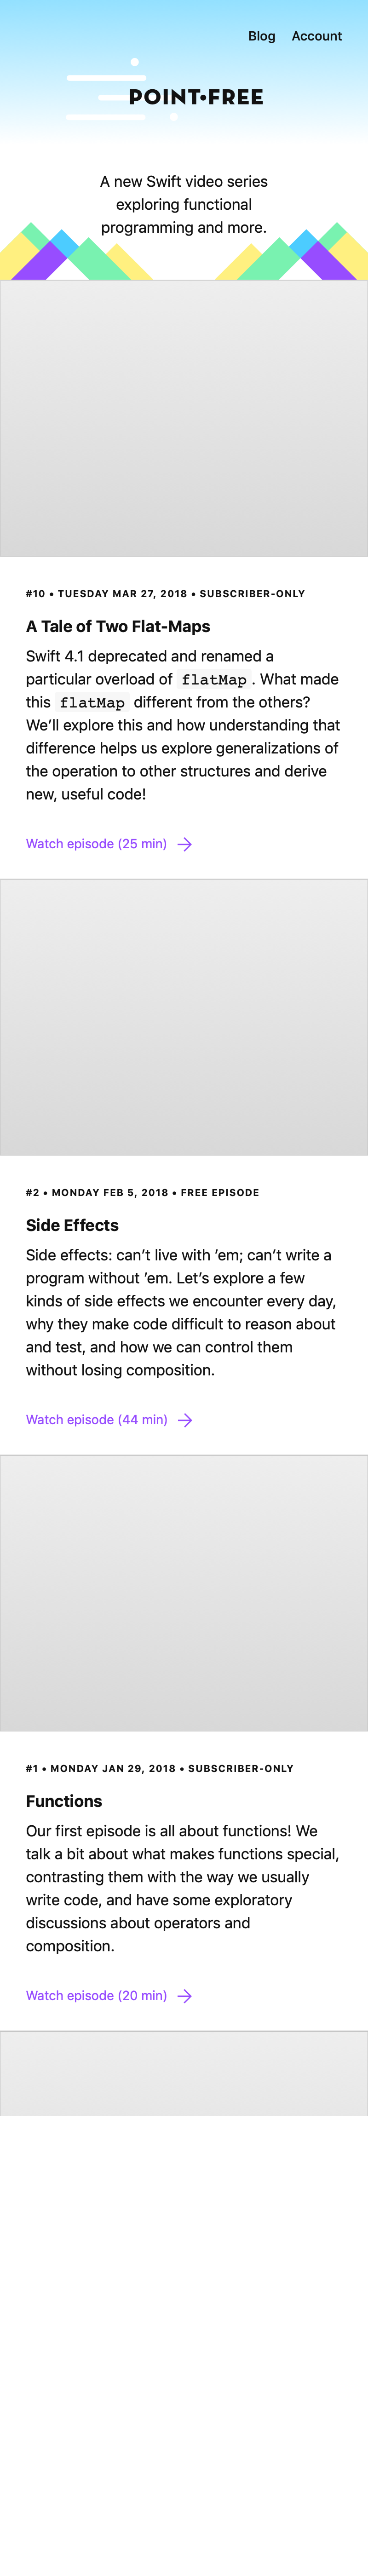 Blog Account
POINT•FREE
A new Swift video series
exploring functional
programming and more.
#10 • TUESDAY MAR 27, 2018 • SUBSCRIBER-ONLY
A Tale of Two Flat-Maps
Swift 4.1 deprecated and renamed a
particular overload of flatMap. What made
this flatMap different from the others?
We’ll explore this and how understanding that
difference helps us explore generalizations of
the operation to other structures and derive
new, useful code!
Watch episode (25 min)
#2 • MONDAY FEB 5, 2018 • FREE EPISODE
Side Effects
Side effects: can’t live with ’em; can’t write a
program without ’em. Let’s explore a few
kinds of side effects we encounter every day,
why they make code difficult to reason about
and test, and how we can control them
without losing composition.
Watch episode (44 min)
#1 • MONDAY JAN 29, 2018 • SUBSCRIBER-ONLY
Functions
Our first episode is all about functions! We
talk a bit about what makes functions special,
contrasting them with the way we usually
write code, and have some exploratory
discussions about operators and
composition.
Watch episode (20 min)